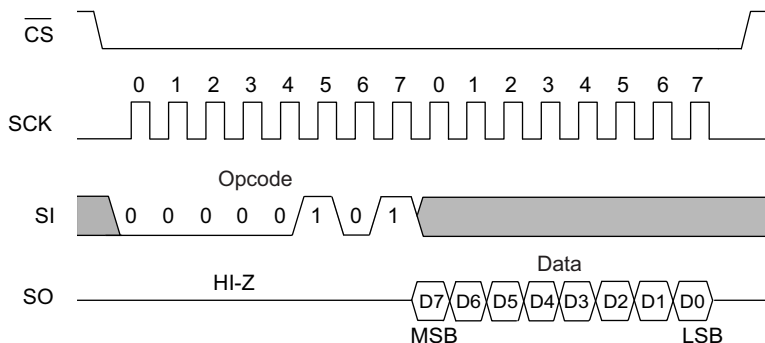 CS
0 1 2 3 4 5 6 7 0 1 2 3 4 5 6 7
SCK
Opcode
SI 0 0 0 0 0 1 0 1
Data
HI-Z
SO D7 D6 D5 D4 D3 D2 D1 D0
MSB LSB